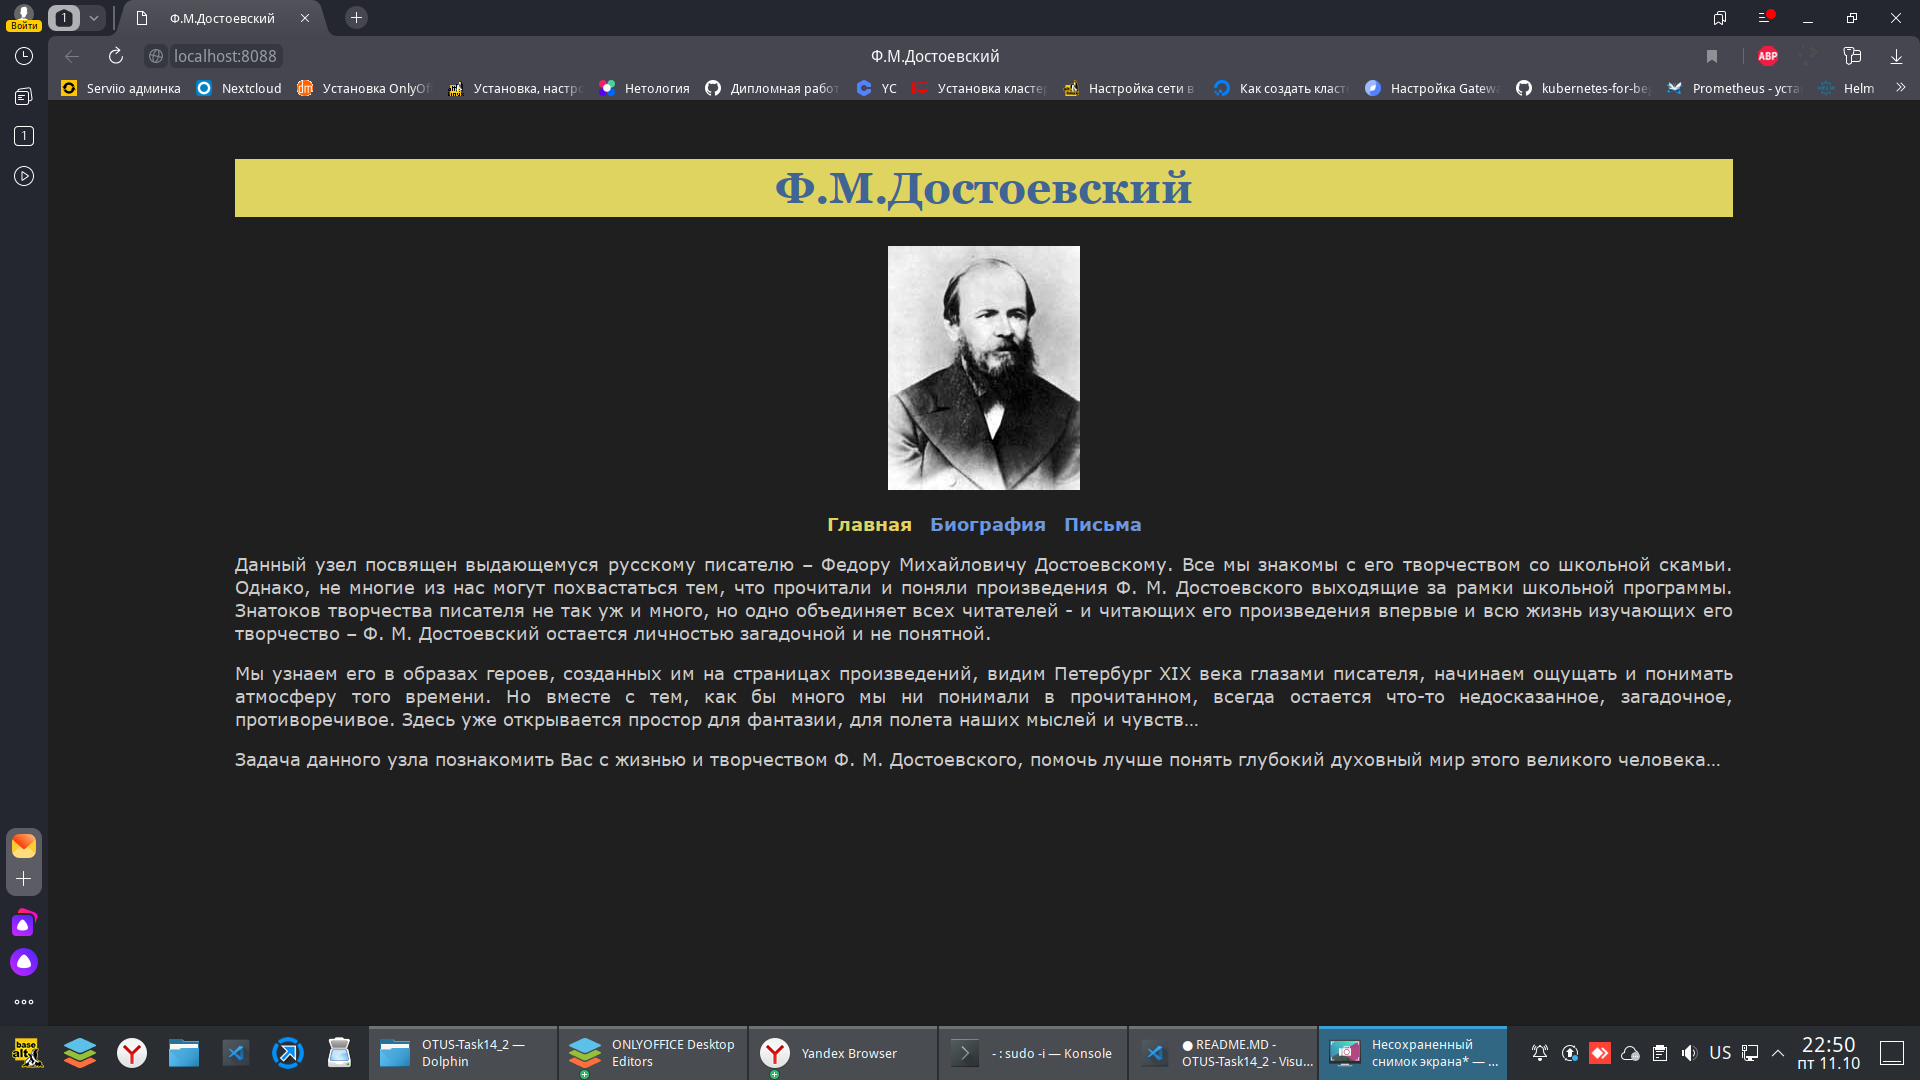 1
Ф.М.Достоевский
Войти
localhost:8088
Ф.М.Достоевский
ABP
Serviio админка
Nextcloud
Установка OnlyOf
Установка, настро
Нетология
Дипломная работ
YC
Установка кластер
Настройка сети в
Как создать класт
Настройка Gatewa
kubernetes-for-be
Prometheus - уста
Helm
1
Ф.М.Достоевский
Главная Биография Письма
Данный узел посвящен выдающемуся русскому писателю – Федору Михайловичу Достоевскому. Все мы знакомы с его творчеством со школьной скамьи.
Однако, не многие из нас могут похвастаться тем, что прочитали и поняли произведения Ф. М. Достоевского выходящие за рамки школьной программы.
Знатоков творчества писателя не так уж и много, но одно объединяет всех читателей - и читающих его произведения впервые и всю жизнь изучающих его
творчество – Ф. М. Достоевский остается личностью загадочной и не понятной.
Мы узнаем его в образах героев, созданных им на страницах произведений, видим Петербург XIX века глазами писателя, начинаем ощущать и понимать
атмосферу того времени. Но вместе с тем, как бы много мы ни понимали в прочитанном, всегда остается что-то недосказанное, загадочное,
противоречивое. Здесь уже открывается простор для фантазии, для полета наших мыслей и чувств...
Задача данного узла познакомить Вас с жизнью и творчеством Ф. М. Достоевского, помочь лучше понять глубокий духовный мир этого великого человека...
base alt
OTUS-Task14_2 —
Dolphin
ONLYOFFICE Desktop
Editors
Yandex Browser
- : sudo -i — Konsole
● README.MD -
OTUS-Task14_2 - Visu...
Несохраненный
снимок экрана* — ...
US
22:50
пт 11.10